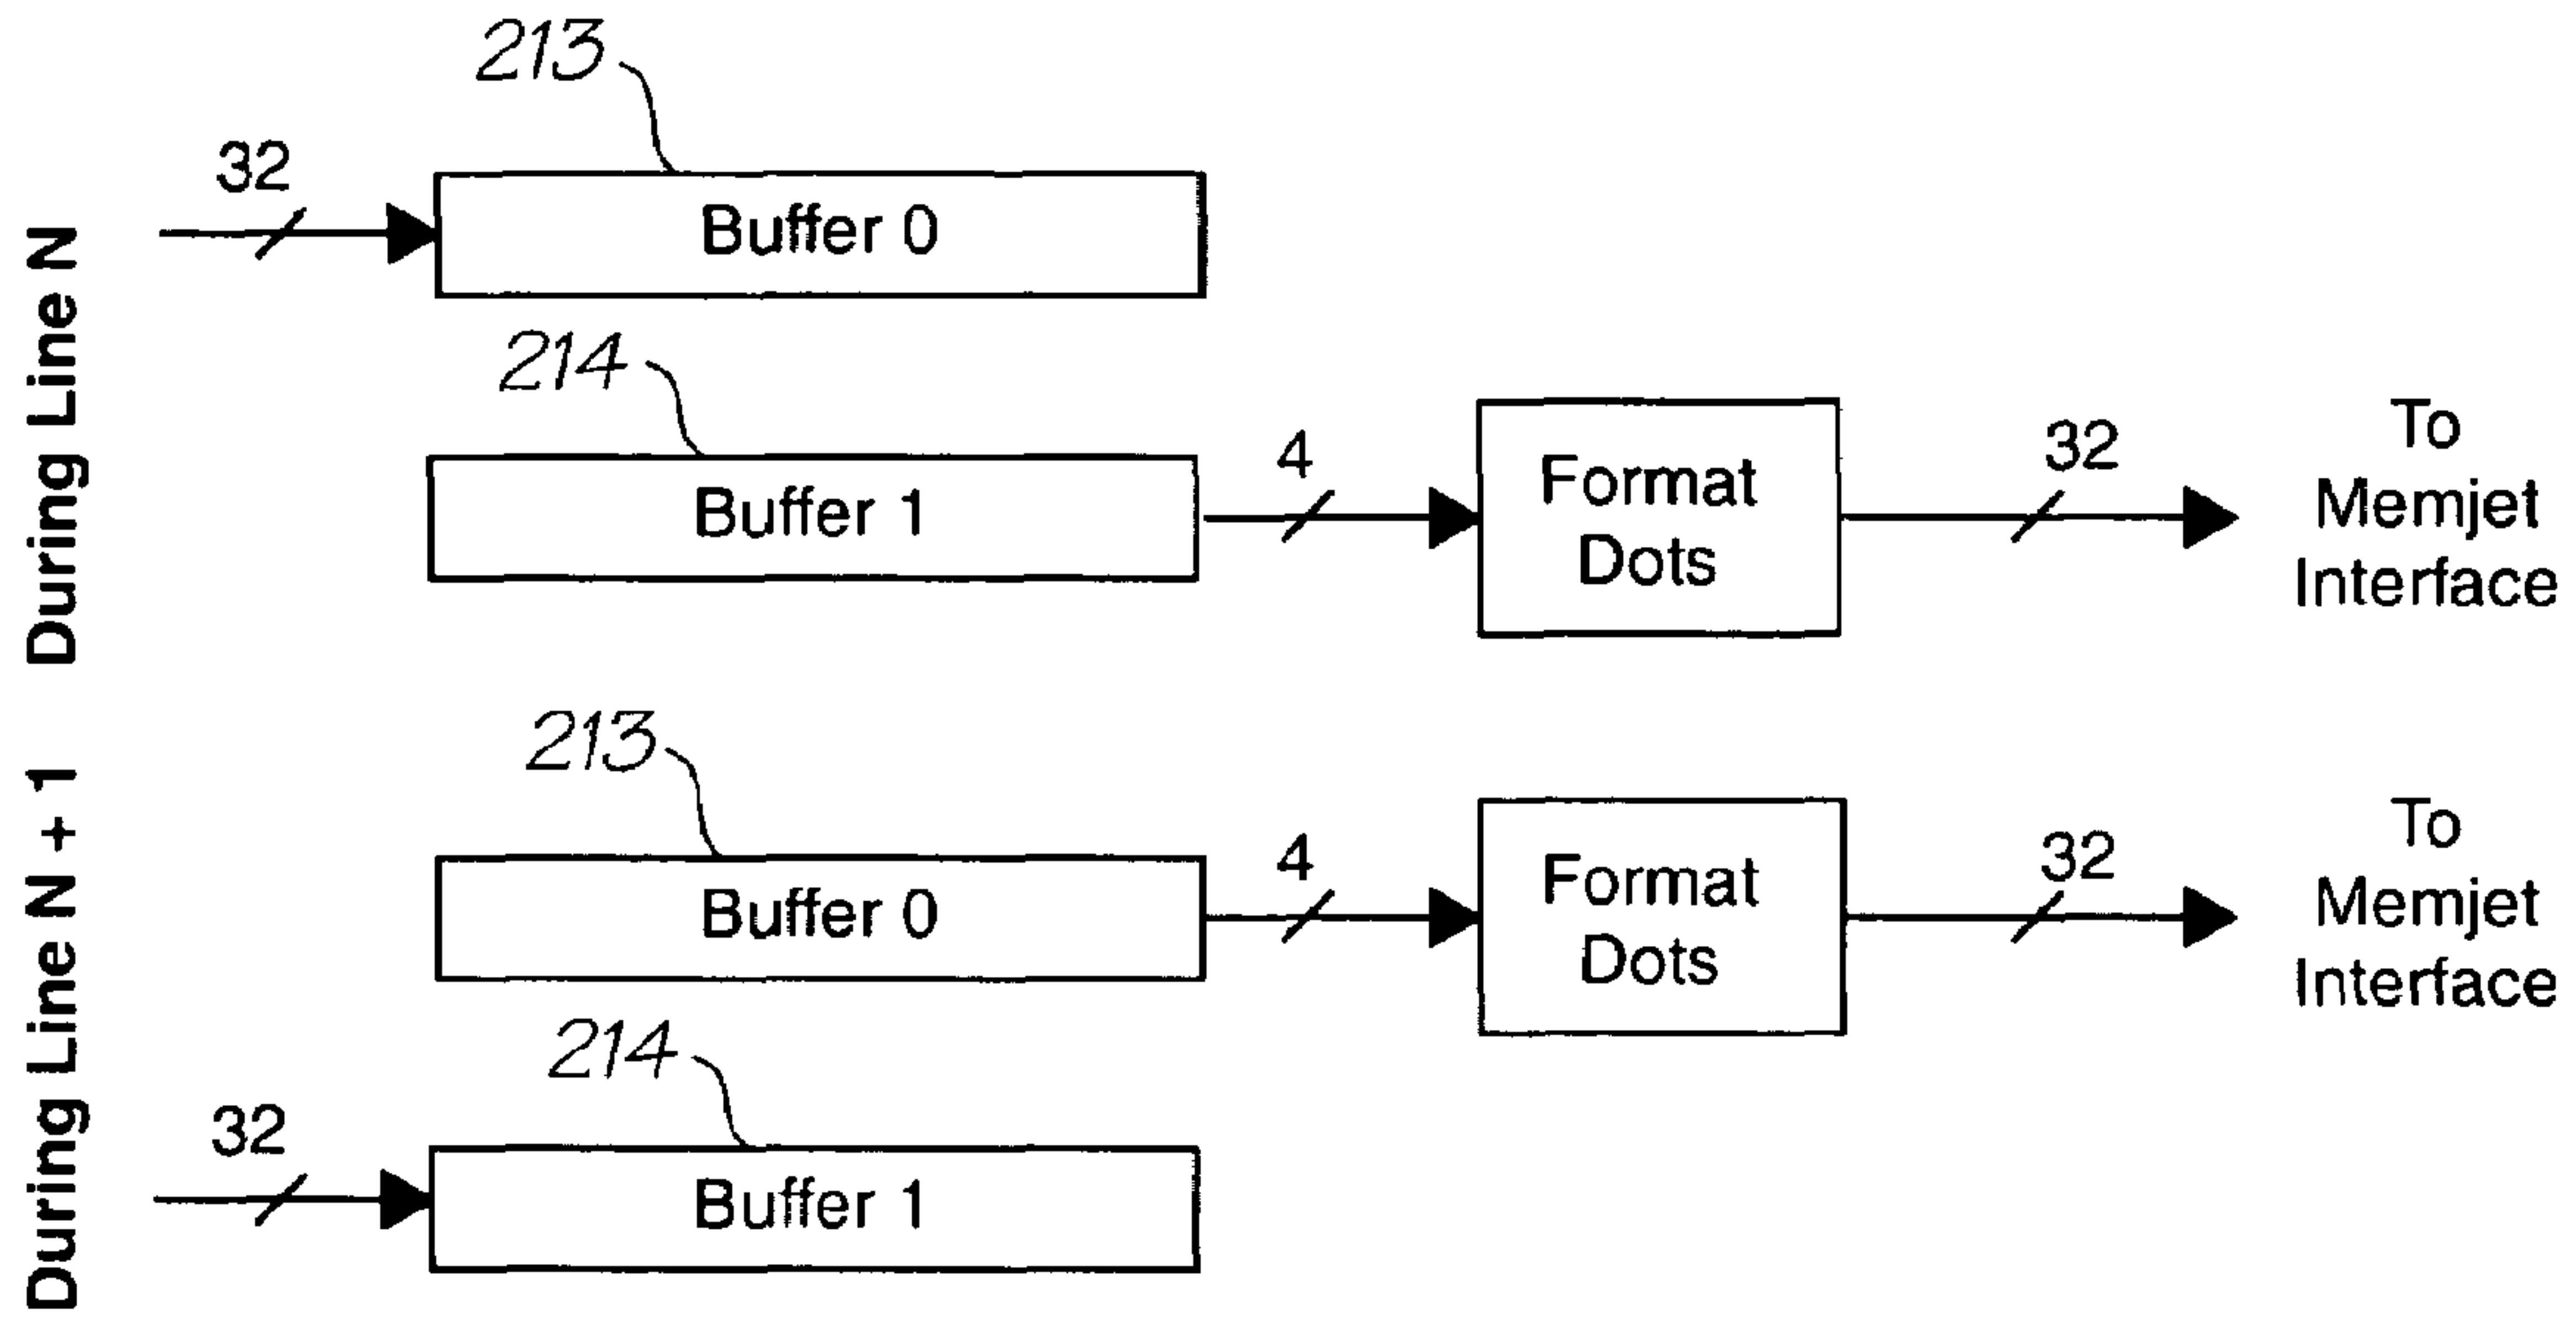 During Line N
213
32
Buffer 0
214
Buffer 1
4
Format
Dots
32
To
Memjet
Interface
During Line N + 1
213
Buffer 0
4
Format
Dots
32
To
Memjet
Interface
214
32
Buffer 1